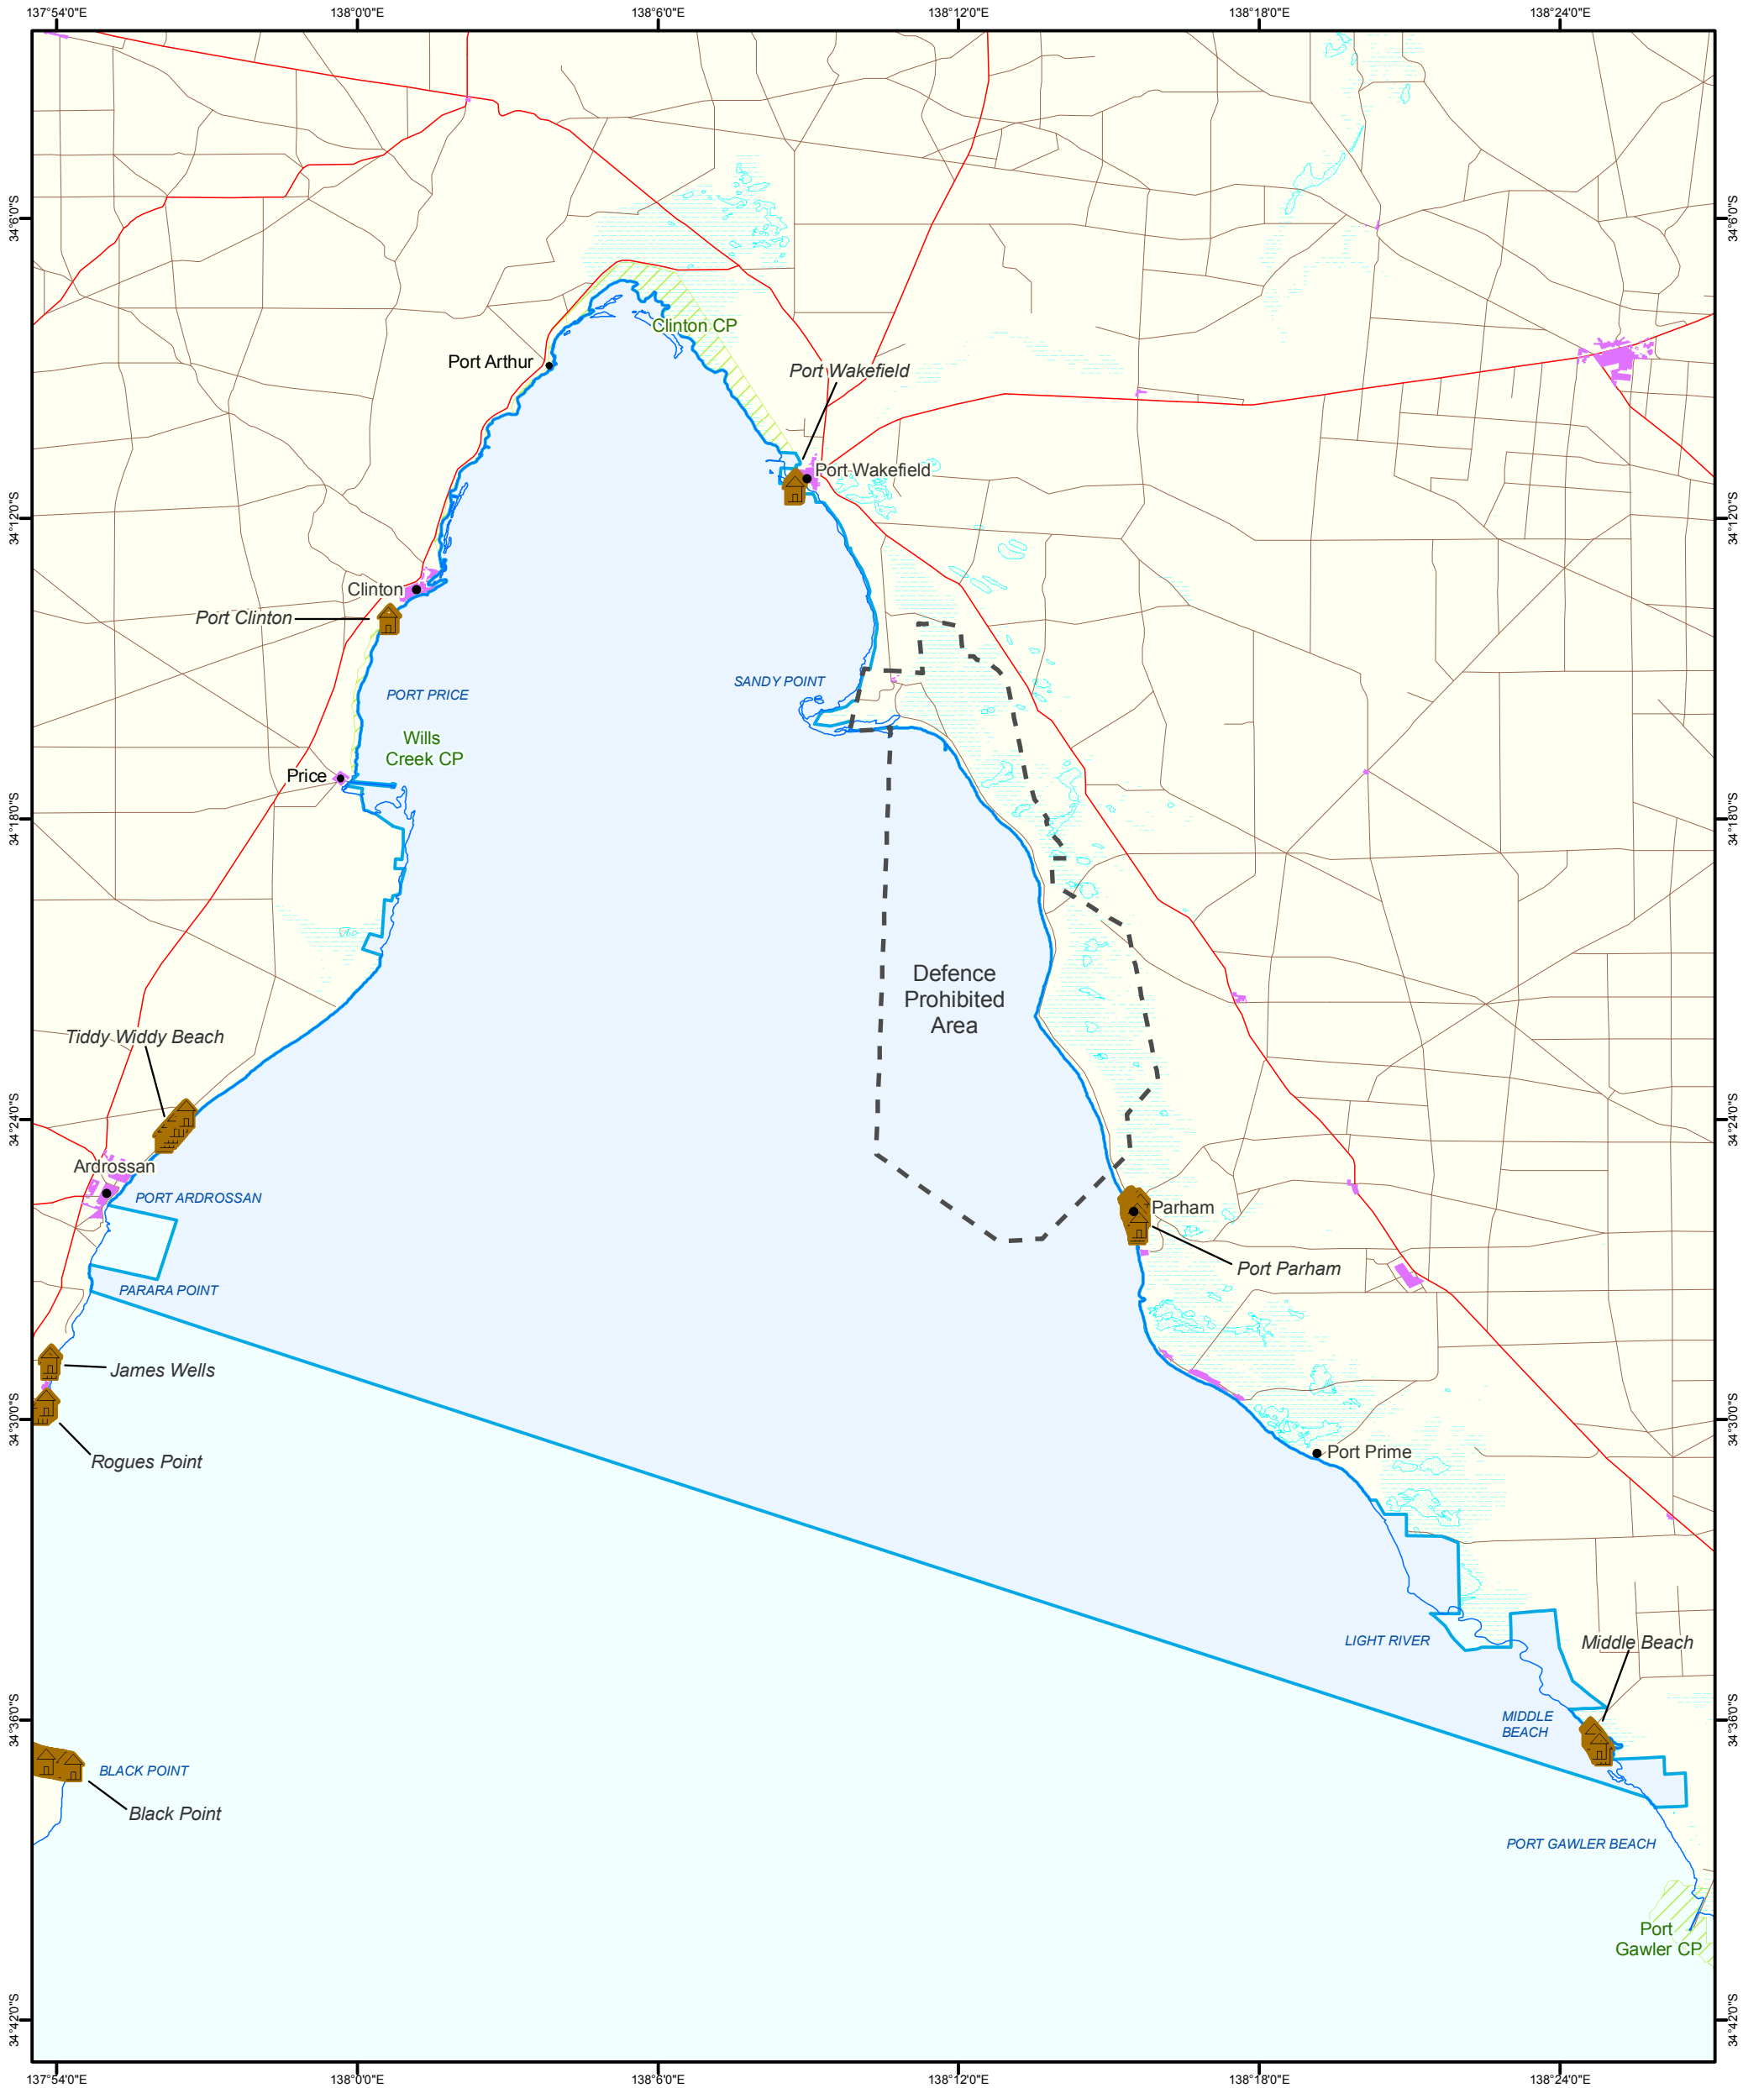 137°54'0"E
138°0'0"E
138°6'0"E
138°12'0"E
138°18'0"E
138°24'0"E
34°6'0"S
34°6'0"S
Clinton CP
Port Arthur
Port Wakefield
Port Wakefield
34°12'0"S
34°12'0"S
Clinton
Port Clinton
PORT PRICE
SANDY POINT
Wills
Creek CP
Price
34°18'0"S
34°18'0"S
Defence
Prohibited
Area
Tiddy Widdy Beach
34°24'0"S
34°24'0"S
Ardrossan
PORT ARDROSSAN
Parham
Port Parham
PARARA POINT
James Wells
34°30'0"S
34°30'0"S
Rogues Point
Port Prime
LIGHT RIVER
Middle Beach
34°36'0"S
34°36'0"S
MIDDLE
BEACH
BLACK POINT
Black Point
PORT GAWLER BEACH
Port
Gawler CP
34°42'0"S
34°42'0"S
137°54'0"E
138°0'0"E
138°6'0"E
138°12'0"E
138°18'0"E
138°24'0"E